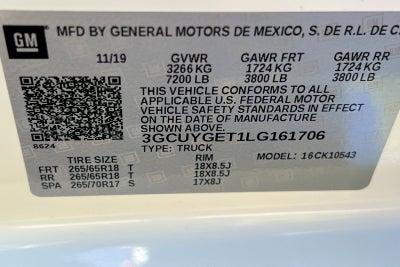 GM MFD BY GENERAL MOTORS DE MEXICO, S. DE R.L. DE C.
11/19 GVWR GAWR FRT GAWR RR
3266 KG 1724 KG 1724 KG
7200 LB 3800 LB 3800 LB
THIS VEHICLE CONFORMS TO ALL
APPLICABLE U.S. FEDERAL MOTOR
VEHICLE SAFETY STANDARDS IN EFFECT
ON THE DATE OF MANUFACTURE
SHOWN ABOVE.
3GCUYGET1LG161706
8624 TYPE: TRUCK
TIRE SIZE RIM MODEL: 16CK10543
FRT 265/65R18 T 18X8.5J
RR 265/65R18 T 18X8.5J
SPA 265/70R17 S 17X8J